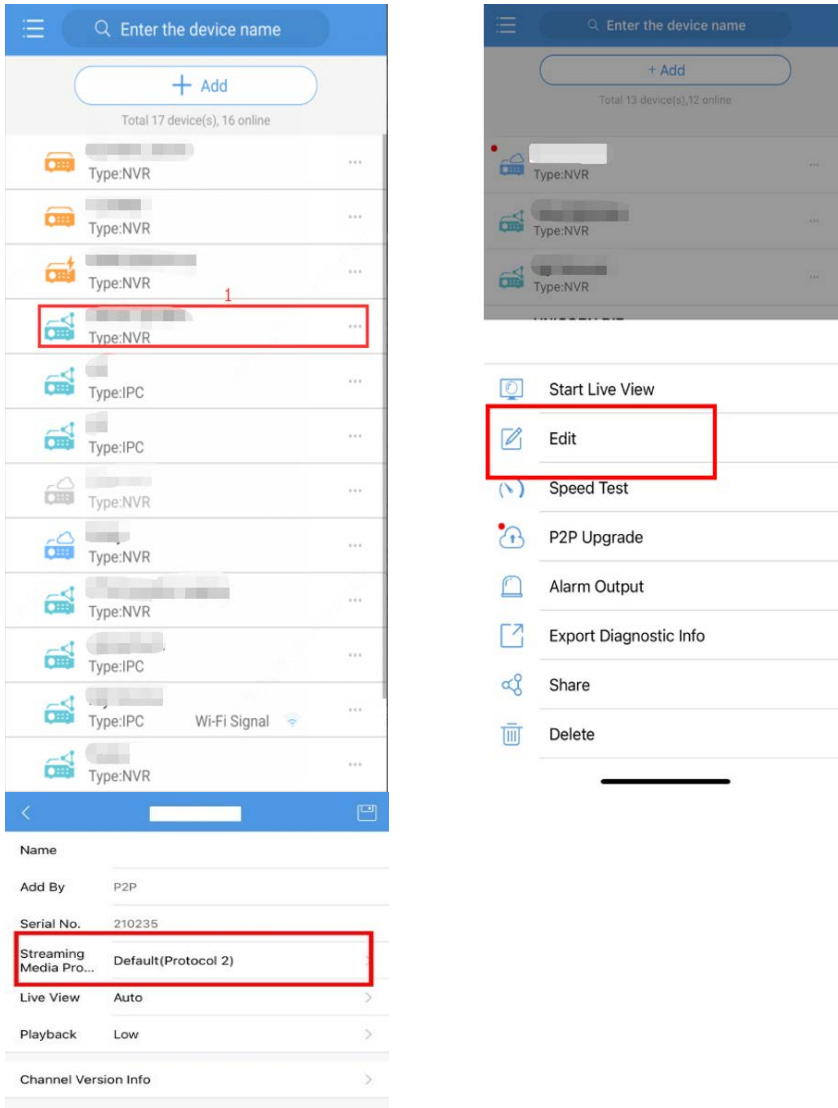 Enter the device name
+ Add
Total 17 device(s), 16 online
Type:NVR
Type:NVR
Type:NVR
1
Type:NVR
Type:IPC
Type:IPC
Type:NVR
Type:NVR
Type:NVR
Type:IPC
Type:IPC Wi-Fi Signal
Type:NVR
Enter the device name
+ Add
Total 13 device(s),12 online
Type:NVR
Type:NVR
Type:NVR
Start Live View
Edit
Speed Test
P2P Upgrade
Alarm Output
Export Diagnostic Info
Share
Delete
Name
Add By P2P
Serial No. 210235
Streaming
Media Pro... Default(Protocol 2)
Live View Auto
Playback Low
Channel Version Info